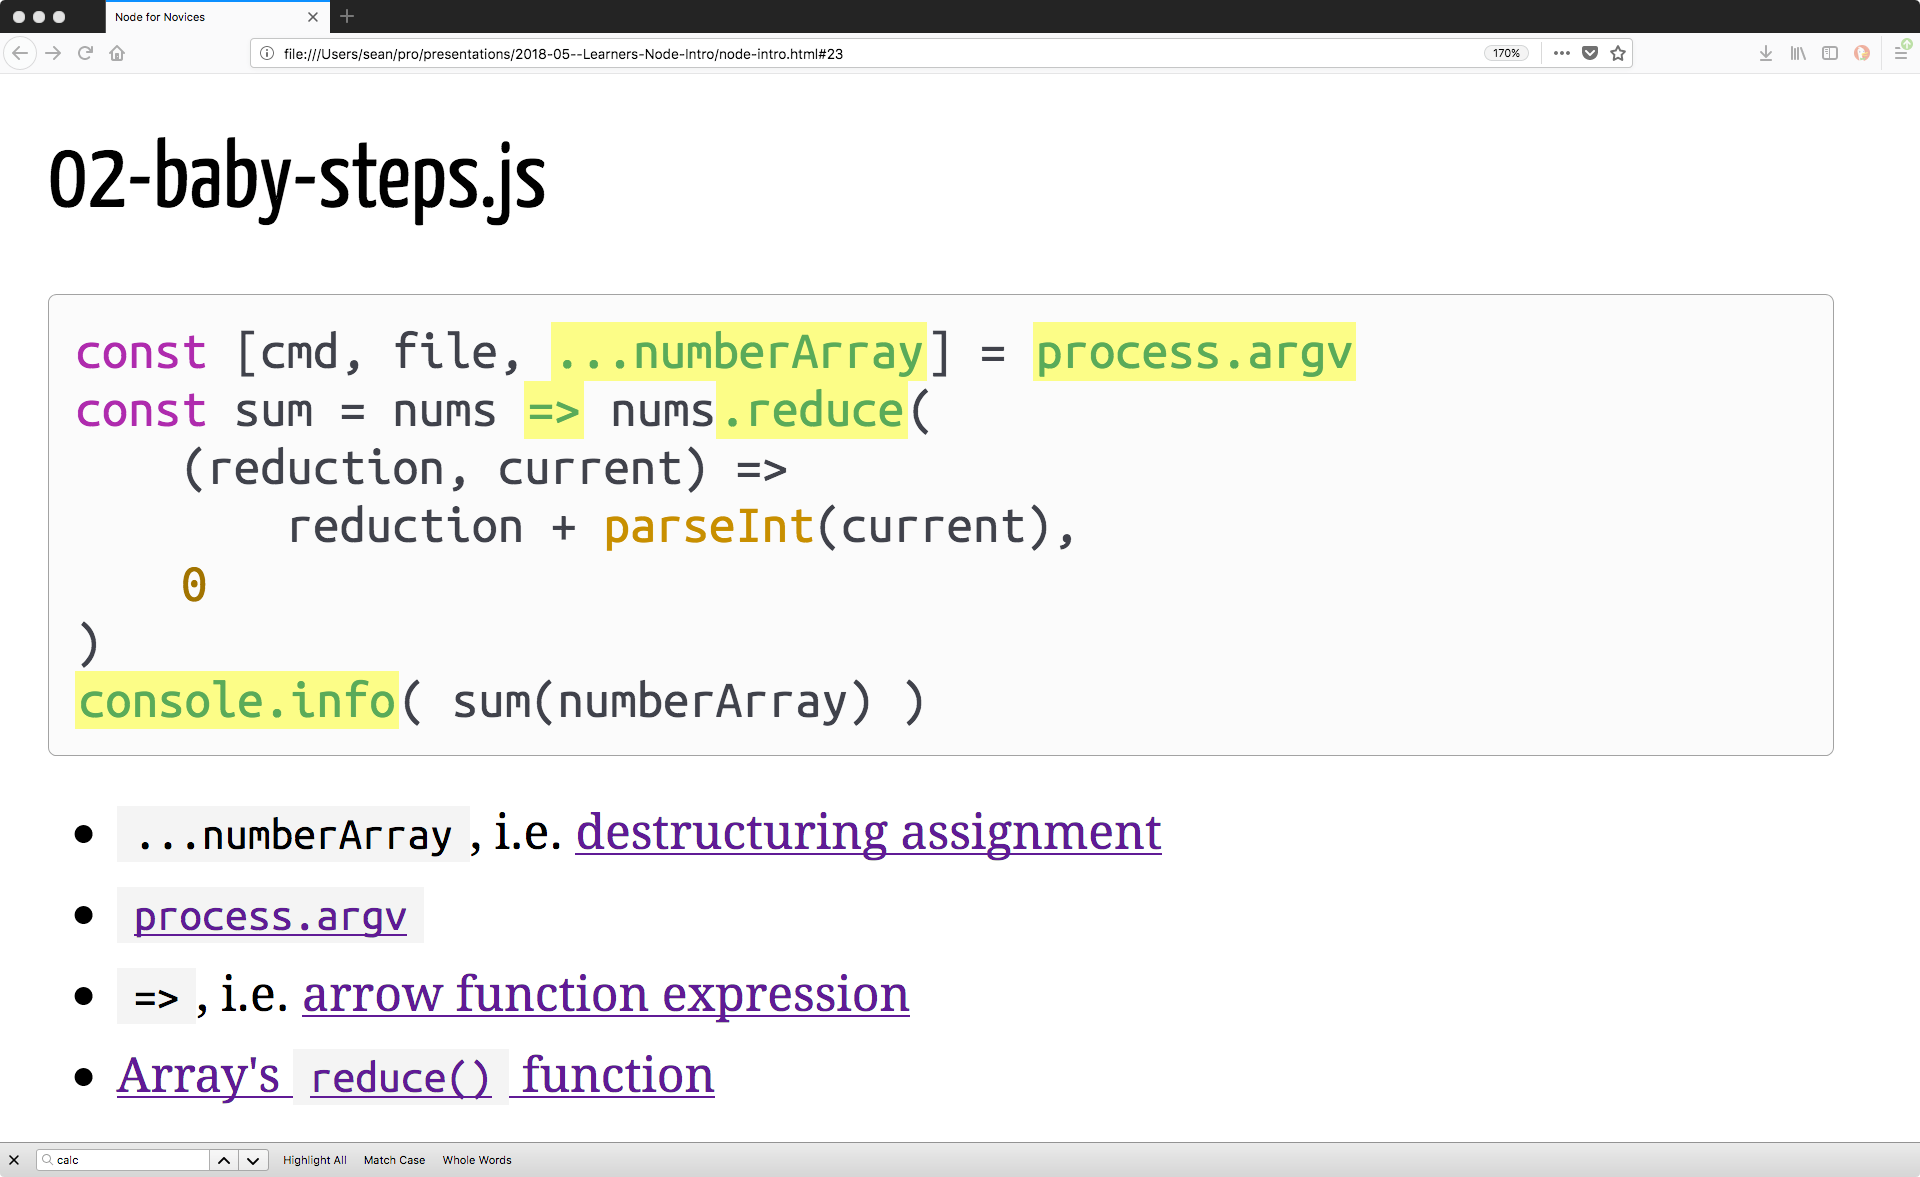 Node for Novices
file:///Users/sean/pro/presentations/2018-05--Learners-Node-Intro/node-intro.html#23
170%
02-baby-steps.js
const [cmd, file, ...numberArray] = process.argv
const sum = nums => nums.reduce(
    (reduction, current) =>
        reduction + parseInt(current),
    0
)
console.info( sum(numberArray) )
• ...numberArray, i.e. destructuring assignment
• process.argv
• =>, i.e. arrow function expression
• Array's reduce() function
calc Highlight All Match Case Whole Words